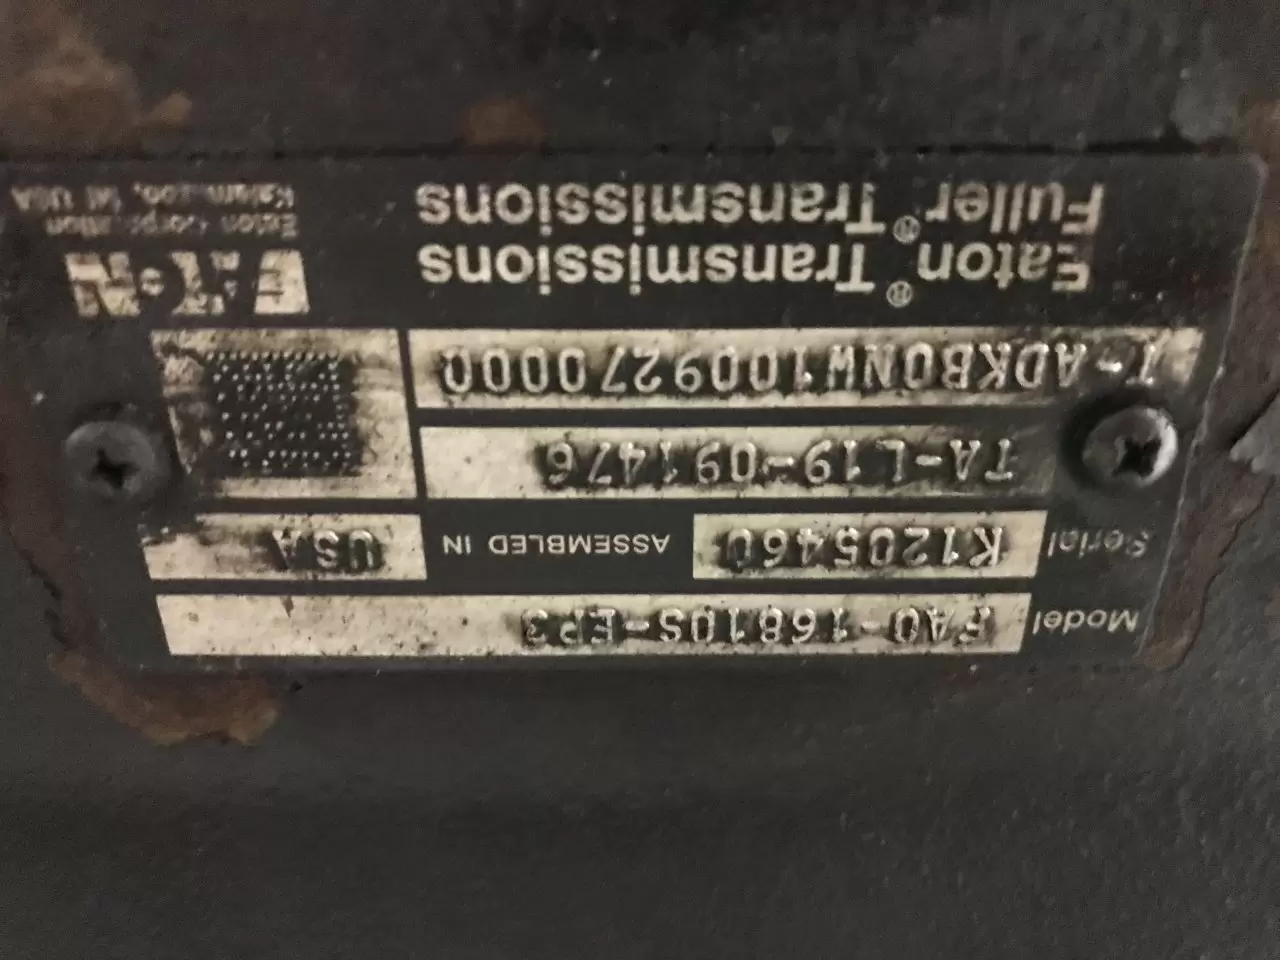 Model FAO-16810S-EP3
Serial K1205460 ASSEMBLED IN USA
TA-L19-091476
T-ADKBONW1009270000
Eaton® Transmissions
Fuller® Transmissions
EATON
Eaton Corporation
Kalamazoo, MI USA